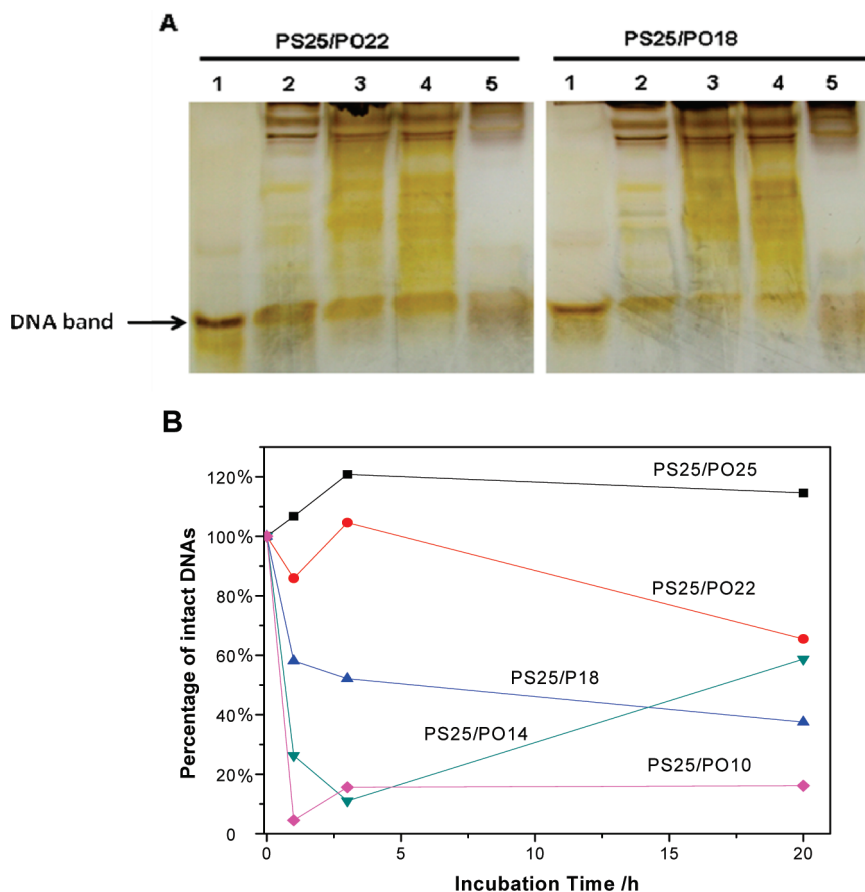 A
PS25/PO22
PS25/PO18
1 2 3 4 5
1 2 3 4 5
DNA band
B
120%
100%
80%
60%
40%
20%
0
Percentage of intact DNAs
PS25/PO25
PS25/PO22
PS25/P18
PS25/PO14
PS25/PO10
0 5 10 15 20
Incubation Time /h